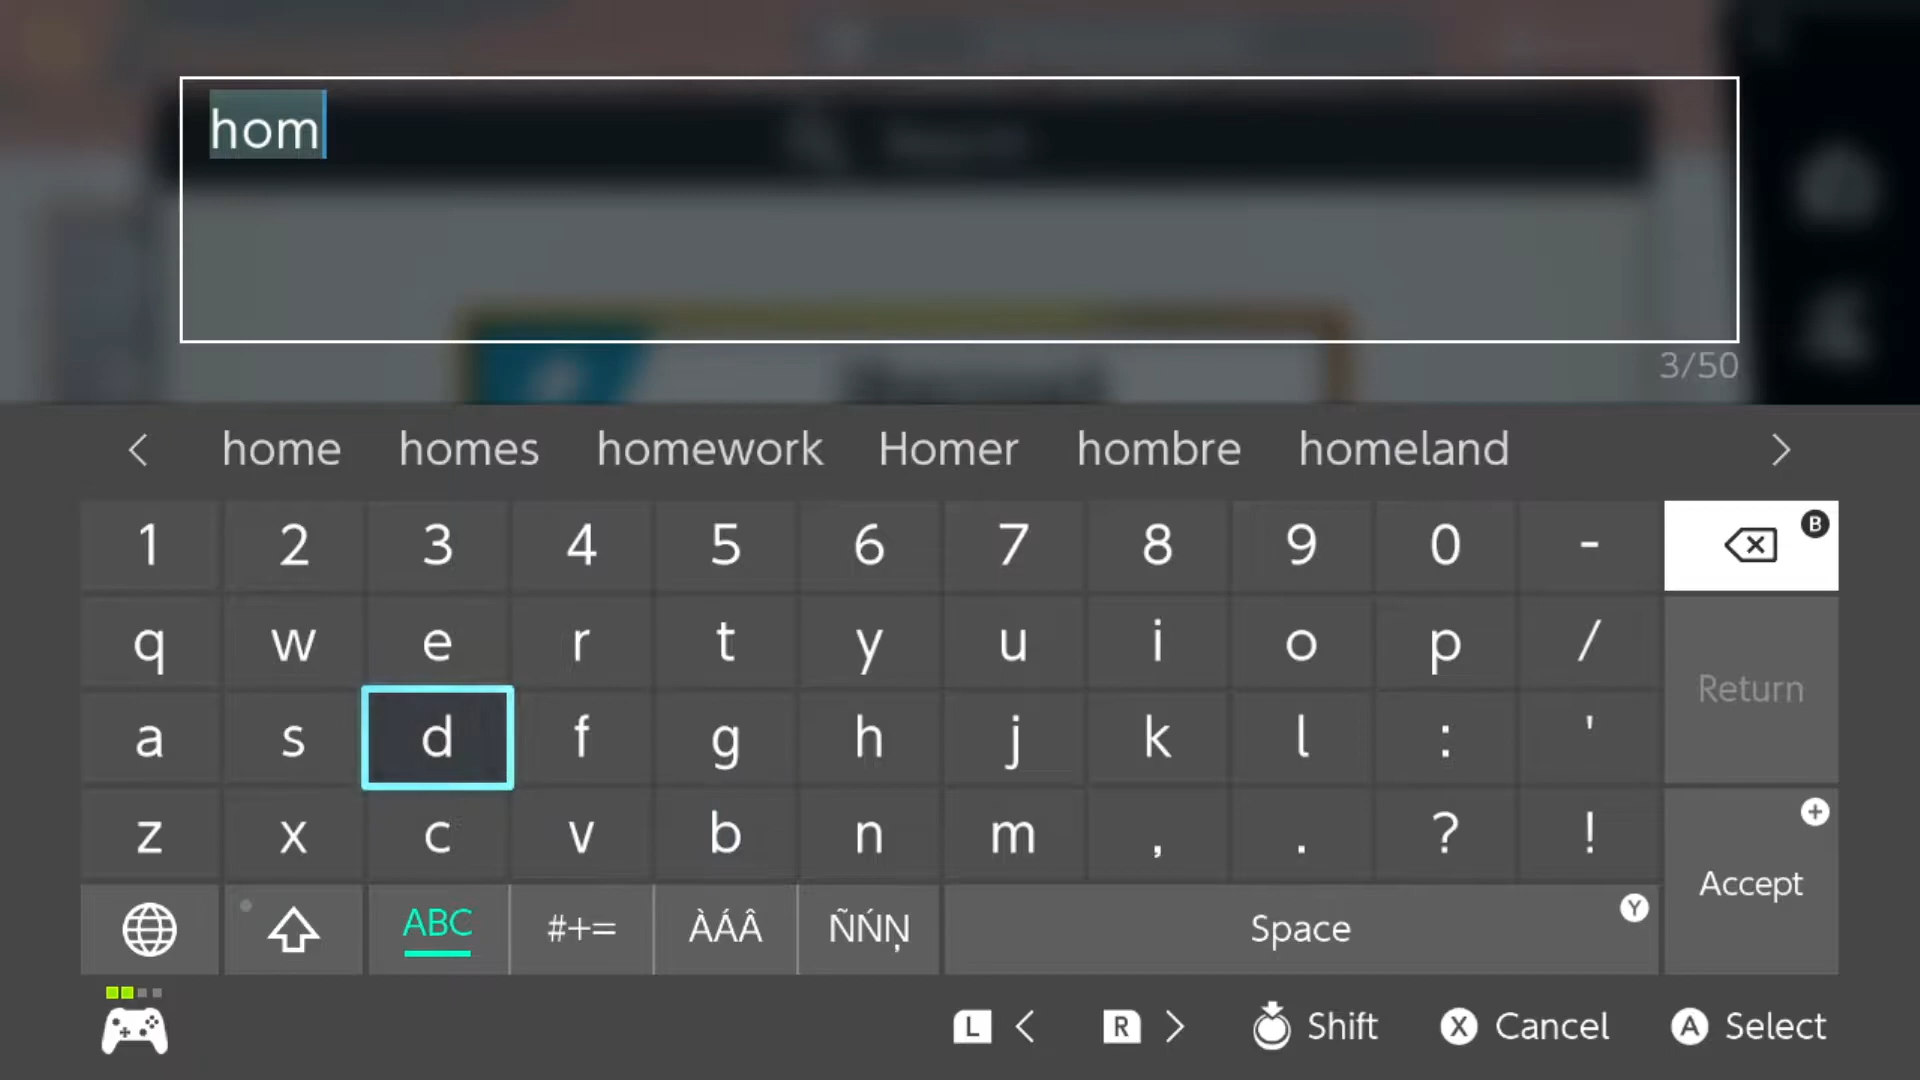 hom
3/50
< home homes homework Homer hombre homeland >
1 2 3 4 5 6 7 8 9 0 - B
q w e r t y u i o p /
Return
a s d f g h j k l : '
z x c v b n m , . ? ! +
Accept
ABC #+= ÀÁÂ ÑŃŅ Space Y
L < R > Shift X Cancel A Select